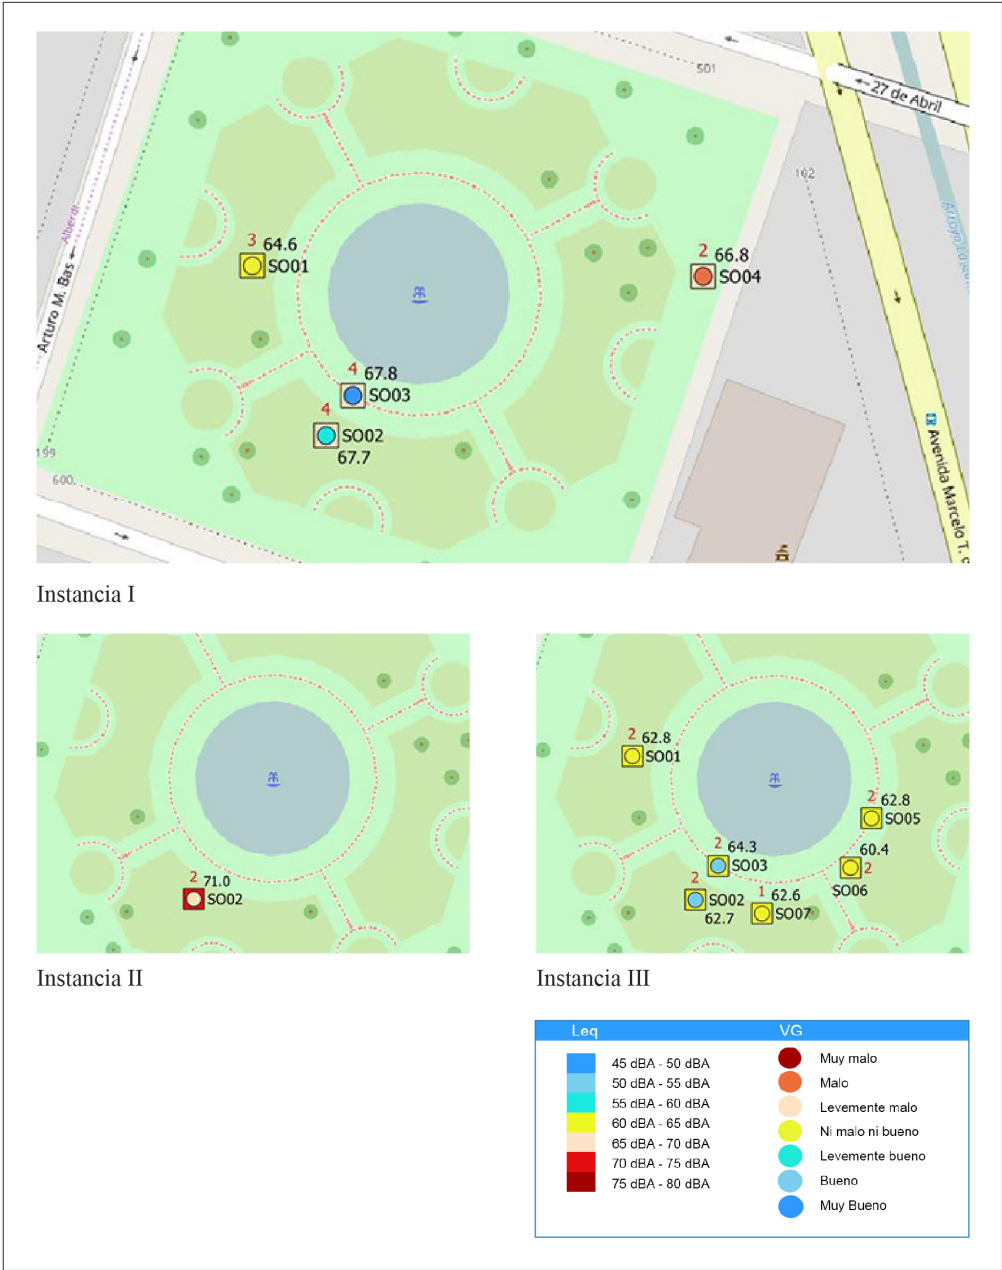 501
27 de Abril
102
Arroyo La
Alberdi
Arturo M. Bas
3 64.6
SO01
2 66.8
SO04
4 67.8
SO03
4
SO02
67.7
199
600
Avenida Marcelo T.
Instancia I
2 71.0
SO02
Instancia II
2 62.8
SO01
2 62.8
SO05
2 64.3
SO03
60.4
2
SO06
2
SO02
62.7
1 62.6
SO07
Instancia III
Leq VG
45 dBA - 50 dBA Muy malo
50 dBA - 55 dBA Malo
55 dBA - 60 dBA Levemente malo
60 dBA - 65 dBA Ni malo ni bueno
65 dBA - 70 dBA Levemente bueno
70 dBA - 75 dBA Bueno
75 dBA - 80 dBA Muy Bueno